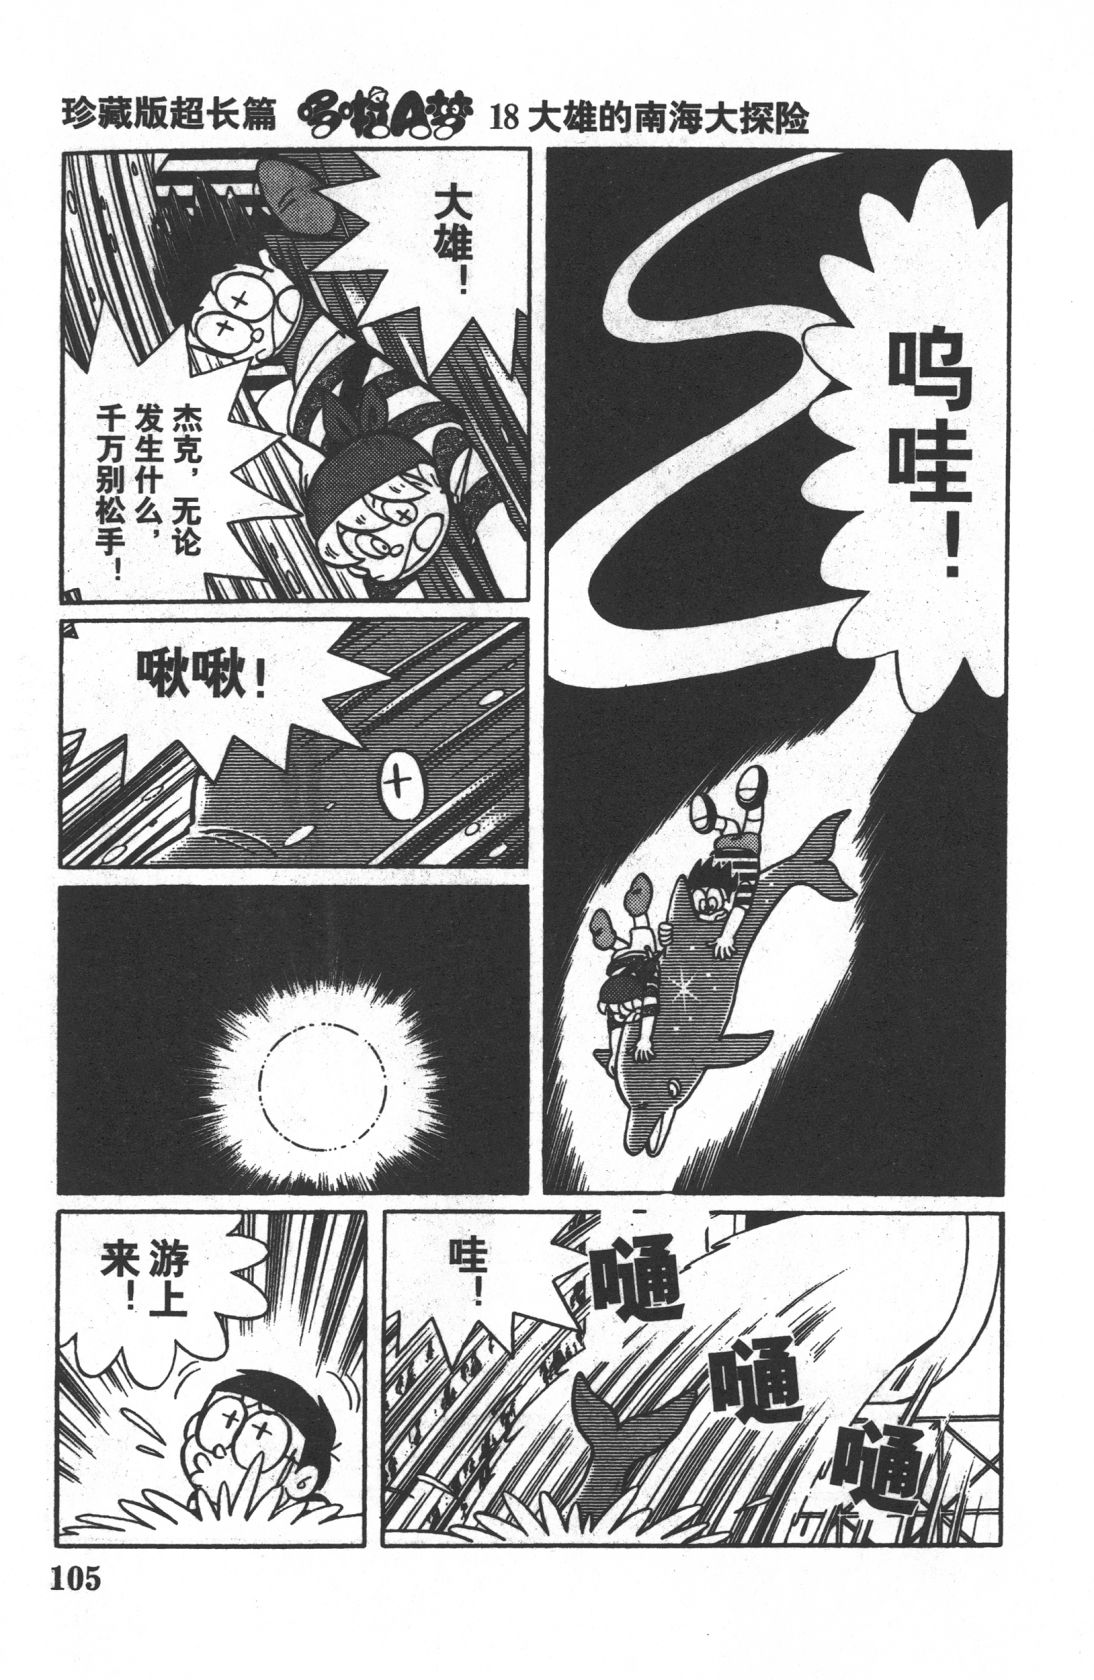 珍藏版超长篇 哆啦A梦 18 大雄的南海大探险
呜
哇！
大
雄！
杰克，无论
发生什么，
千万别松手！
啾啾！
哇！
嗵
嗵
嗵
游上
来！
105